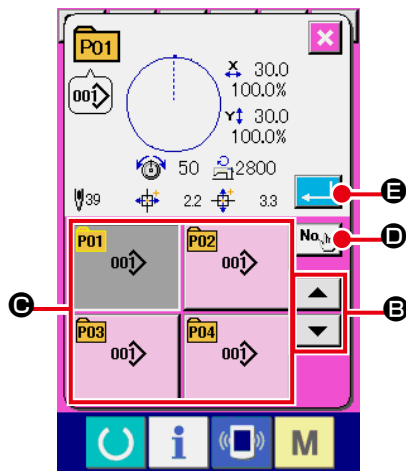 P01
X 30.0
100.0%
001
Y 30.0
100.0%
50 2800
39 2.2 3.3
E
No.
D
P01 P02
001 001
C
B
P03 P04
001 001
i M